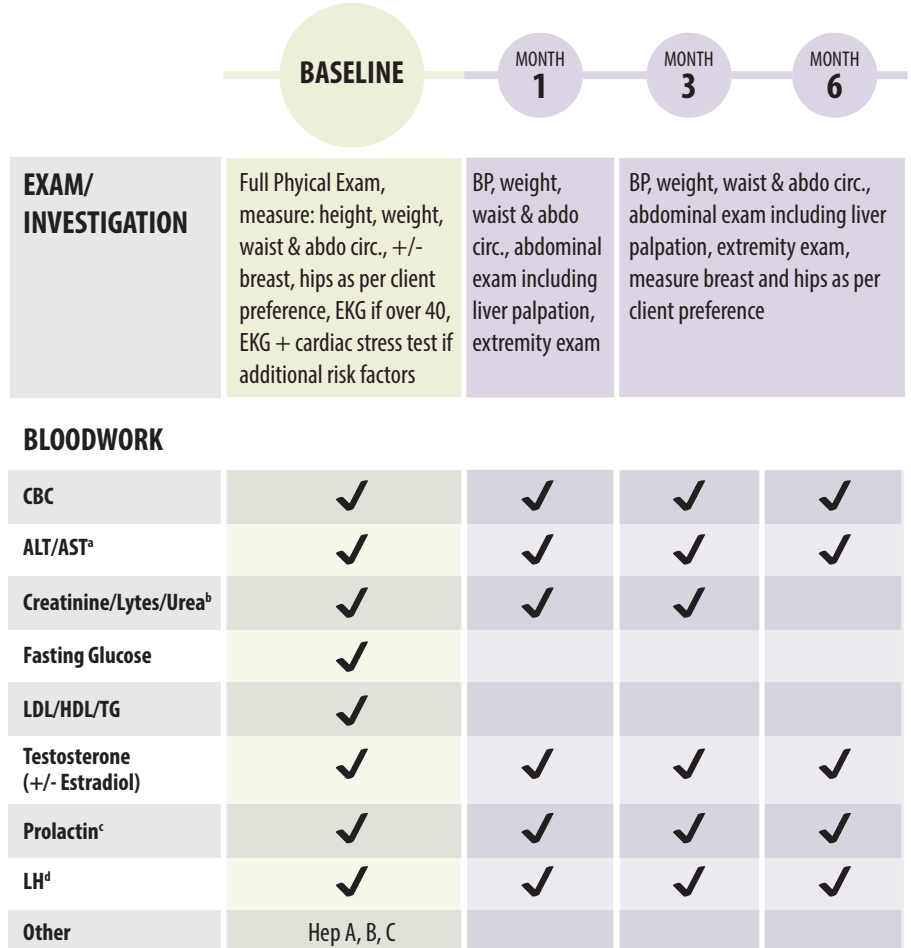 BASELINE
MONTH
1
MONTH
3
MONTH
6
EXAM/
INVESTIGATION
Full Phyical Exam,
measure: height, weight,
waist & abdo circ., +/-
breast, hips as per client
preference, EKG if over 40,
EKG + cardiac stress test if
additional risk factors
BP, weight,
waist & abdo
circ., abdominal
exam including
liver palpation,
extremity exam
BP, weight, waist & abdo circ.,
abdominal exam including liver
palpation, extremity exam,
measure breast and hips as per
client preference
BLOODWORK
CBC ✓ ✓ ✓ ✓
ALT/ASTᵃ ✓ ✓ ✓ ✓
Creatinine/Lytes/Ureaᵇ ✓ ✓ ✓
Fasting Glucose ✓
LDL/HDL/TG ✓
Testosterone
(+/- Estradiol) ✓ ✓ ✓ ✓
Prolactinᶜ ✓ ✓ ✓ ✓
LHᵈ ✓ ✓ ✓ ✓
Other Hep A, B, C